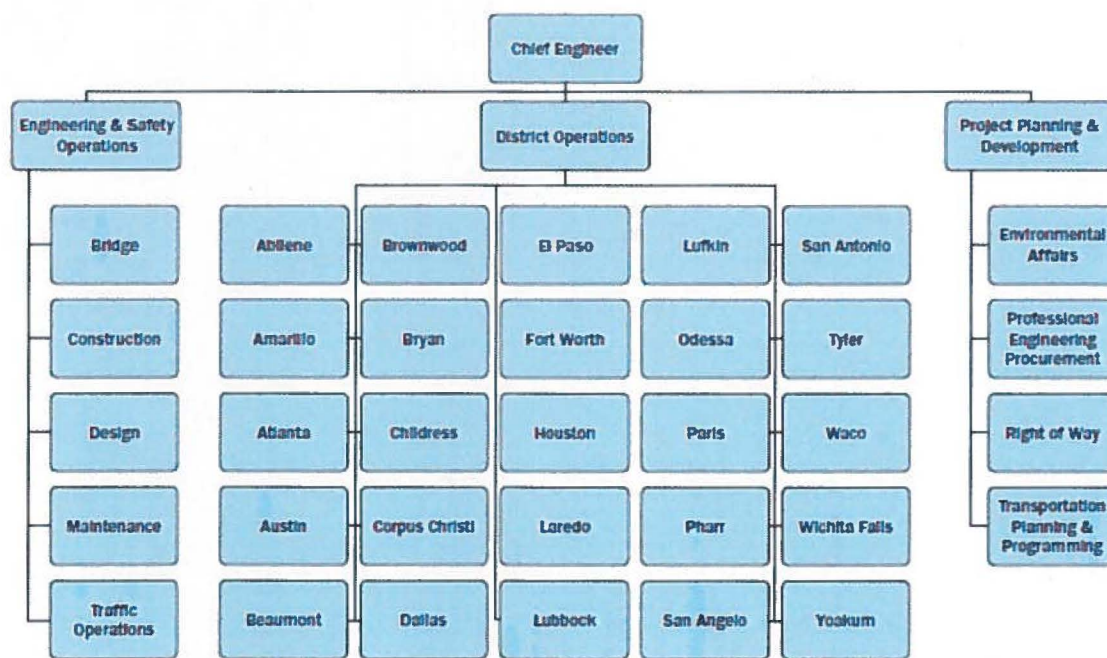 Chief Engineer
Engineering & Safety
Operations
District Operations
Project Planning &
Development
Bridge
Construction
Design
Maintenance
Traffic
Operations
Abilene
Amarillo
Atlanta
Austin
Beaumont
Brownwood
Bryan
Childress
Corpus Christi
Dallas
El Paso
Fort Worth
Houston
Laredo
Lubbock
Lufkin
Odessa
Paris
Pharr
San Angelo
San Antonio
Tyler
Waco
Wichita Falls
Yoakum
Environmental
Affairs
Professional
Engineering
Procurement
Right of Way
Transportation
Planning &
Programming